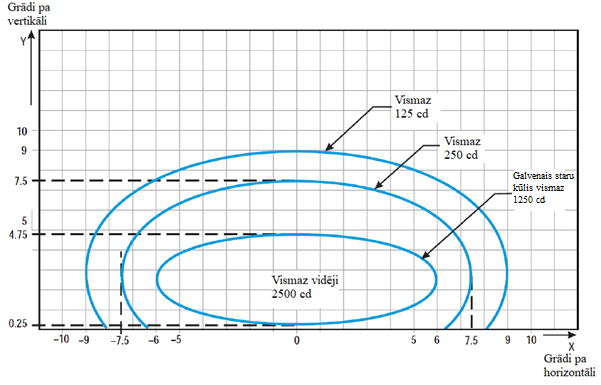 Grādi pa
vertikāli
Y
Vismaz
125 cd
Vismaz
250 cd
Galvenais staru
kūlis vismaz
1250 cd
10
9
7.5
5
4.75
0.25
Vismaz vidēji
2500 cd
−10 −9 −7.5 −6 −5 0 5 6 7.5 9 10 X
Grādi pa
horizontāli